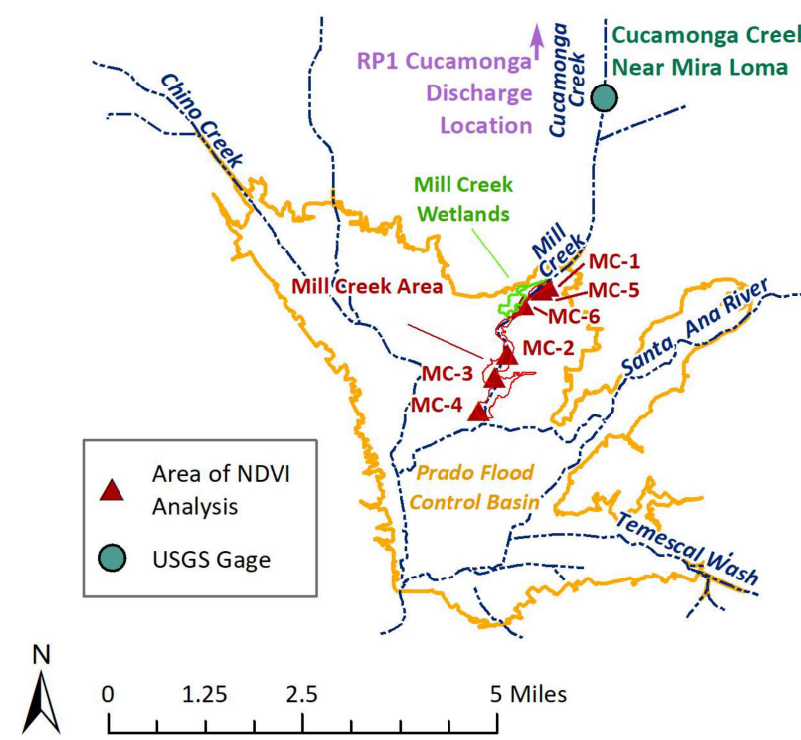 Cucamonga Creek
Near Mira Loma
RP1 Cucamonga
Discharge
Location
Cucamonga
Creek
Chino Creek
Mill Creek
Wetlands
Mill
Creek
MC-1
Mill Creek Area
MC-5
MC-6
Santa Ana River
MC-2
MC-3
MC-4
Prado Flood
Control Basin
Area of NDVI
Analysis
USGS Gage
Temescal Wash
N
0 1.25 2.5 5 Miles